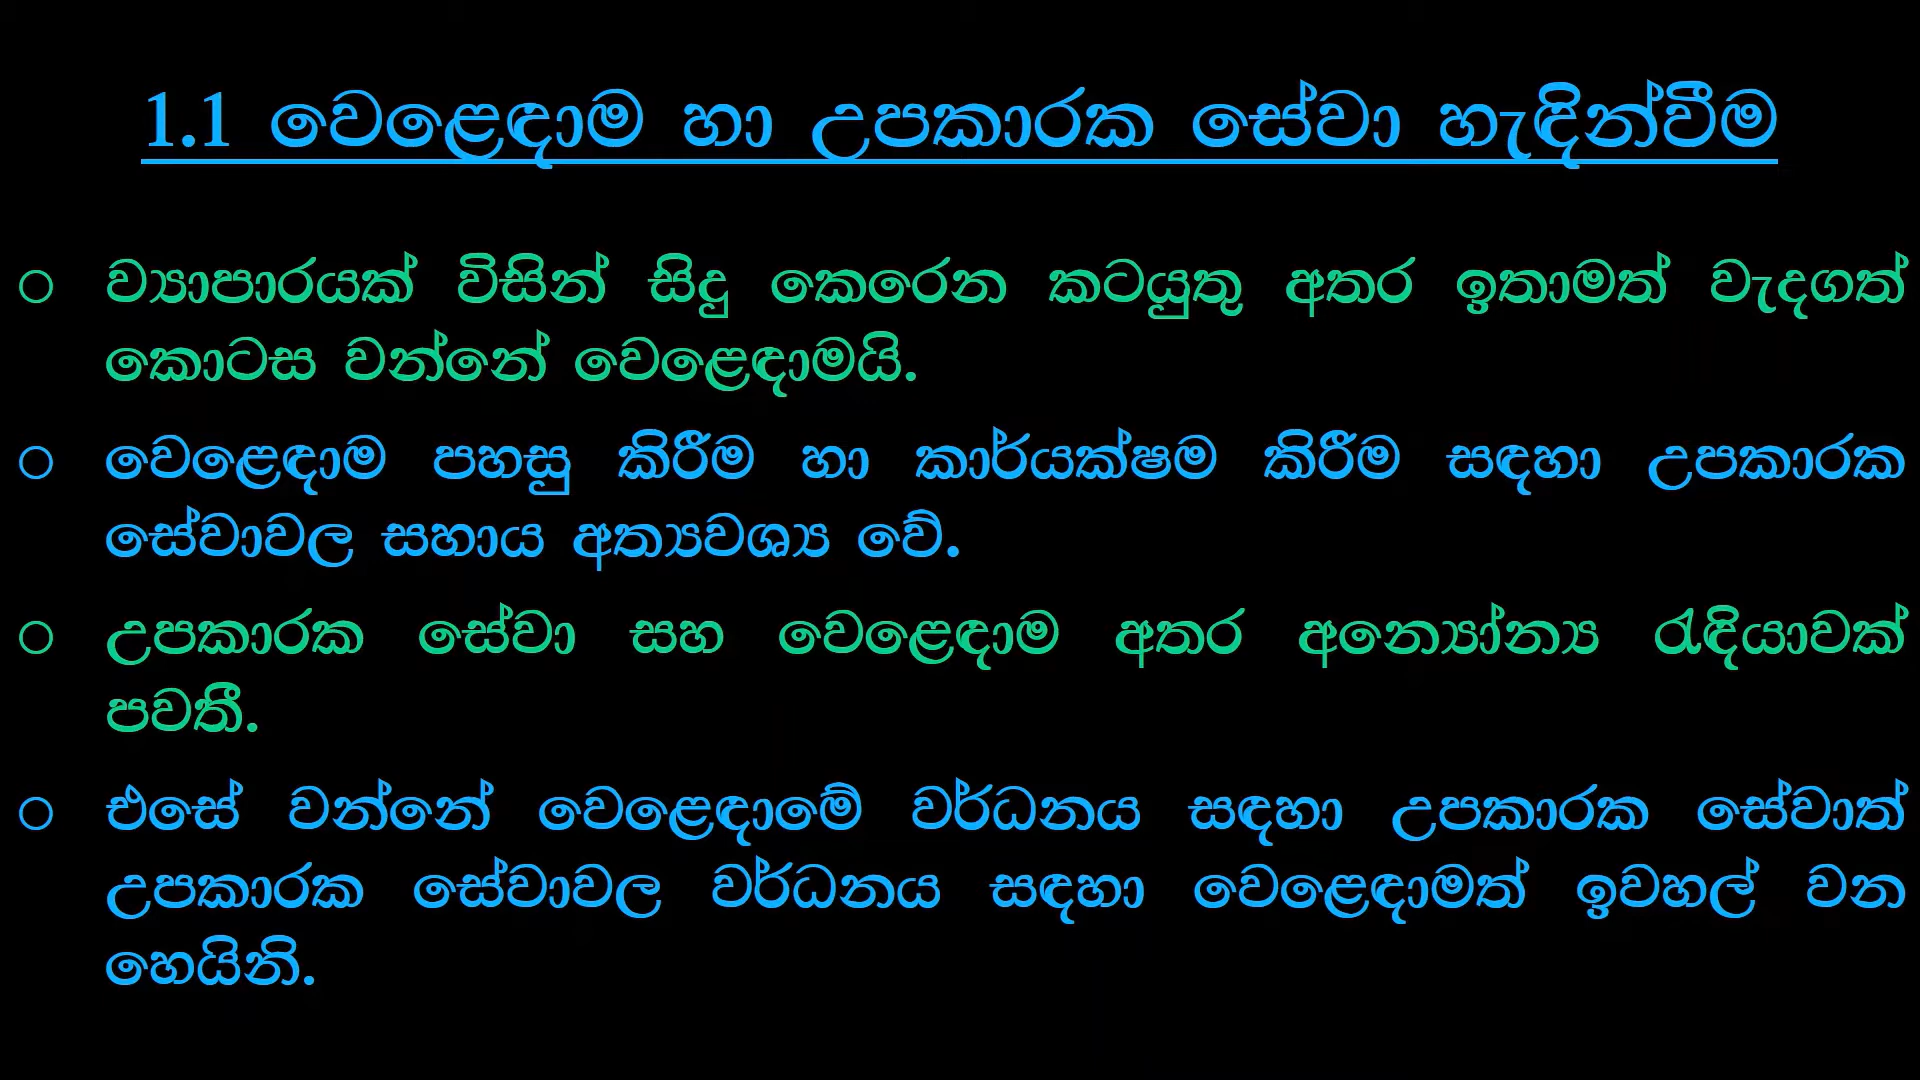 1.1 වෙළෙඳාම හා උපකාරක සේවා හැඳින්වීම
○ ව්‍යාපාරයක් විසින් සිදු කෙරෙන කටයුතු අතර ඉතාමත් වැදගත්
කොටස වන්නේ වෙළෙඳාමයි.
○ වෙළෙඳාම පහසු කිරීම හා කාර්යක්ෂම කිරීම සඳහා උපකාරක
සේවාවල සහාය අත්‍යවශ්‍ය වේ.
○ උපකාරක සේවා සහ වෙළෙඳාම අතර අන්‍යෝන්‍ය රැඳියාවක්
පවතී.
○ එසේ වන්නේ වෙළෙඳාමේ වර්ධනය සඳහා උපකාරක සේවාත්
උපකාරක සේවාවල වර්ධනය සඳහා වෙළෙඳාමත් ඉවහල් වන
හෙයිනි.